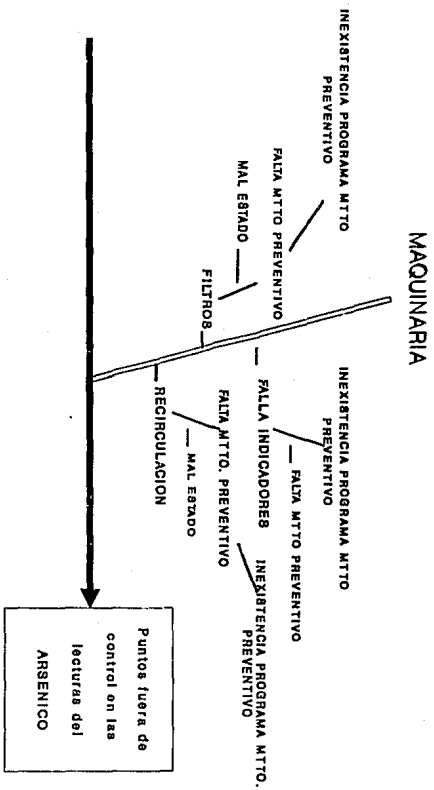 MAQUINARIA
INEXISTENCIA PROGRAMA MTTO
PREVENTIVO
FALTA MTTO PREVENTIVO
MAL ESTADO
FILTROS
INEXISTENCIA PROGRAMA MTTO
PREVENTIVO
FALTA MTTO PREVENTIVO
FALLA INDICADORES
INEXISTENCIA PROGRAMA MTTO.
PREVENTIVO
FALTA MTTO. PREVENTIVO
MAL ESTADO
RECIRCULACION
Puntos fuera de
control en las
lecturas del
ARSENICO